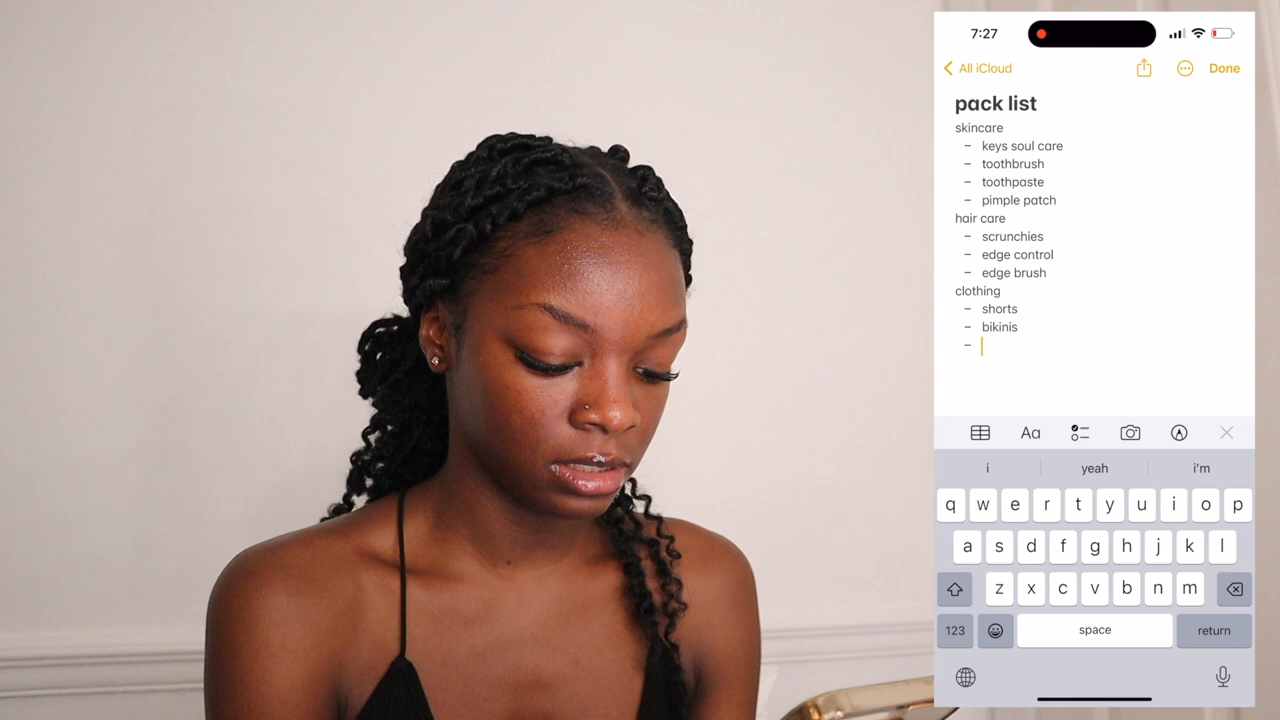 7:27
All iCloud
Done
pack list
skincare
– keys soul care
– toothbrush
– toothpaste
– pimple patch
hair care
– scrunchies
– edge control
– edge brush
clothing
– shorts
– bikinis
–
Aa
i yeah i'm
q w e r t y u i o p
a s d f g h j k l
z x c v b n m
123 space return